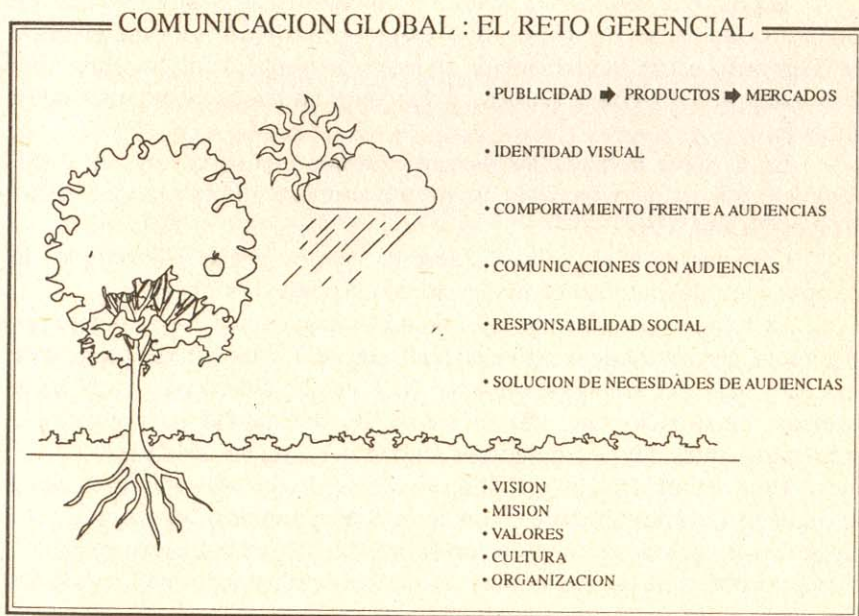 COMUNICACION GLOBAL : EL RETO GERENCIAL
• PUBLICIDAD ➧ PRODUCTOS ➧ MERCADOS
• IDENTIDAD VISUAL
• COMPORTAMIENTO FRENTE A AUDIENCIAS
• COMUNICACIONES CON AUDIENCIAS
• RESPONSABILIDAD SOCIAL
• SOLUCION DE NECESIDADES DE AUDIENCIAS
• VISION
• MISION
• VALORES
• CULTURA
• ORGANIZACION